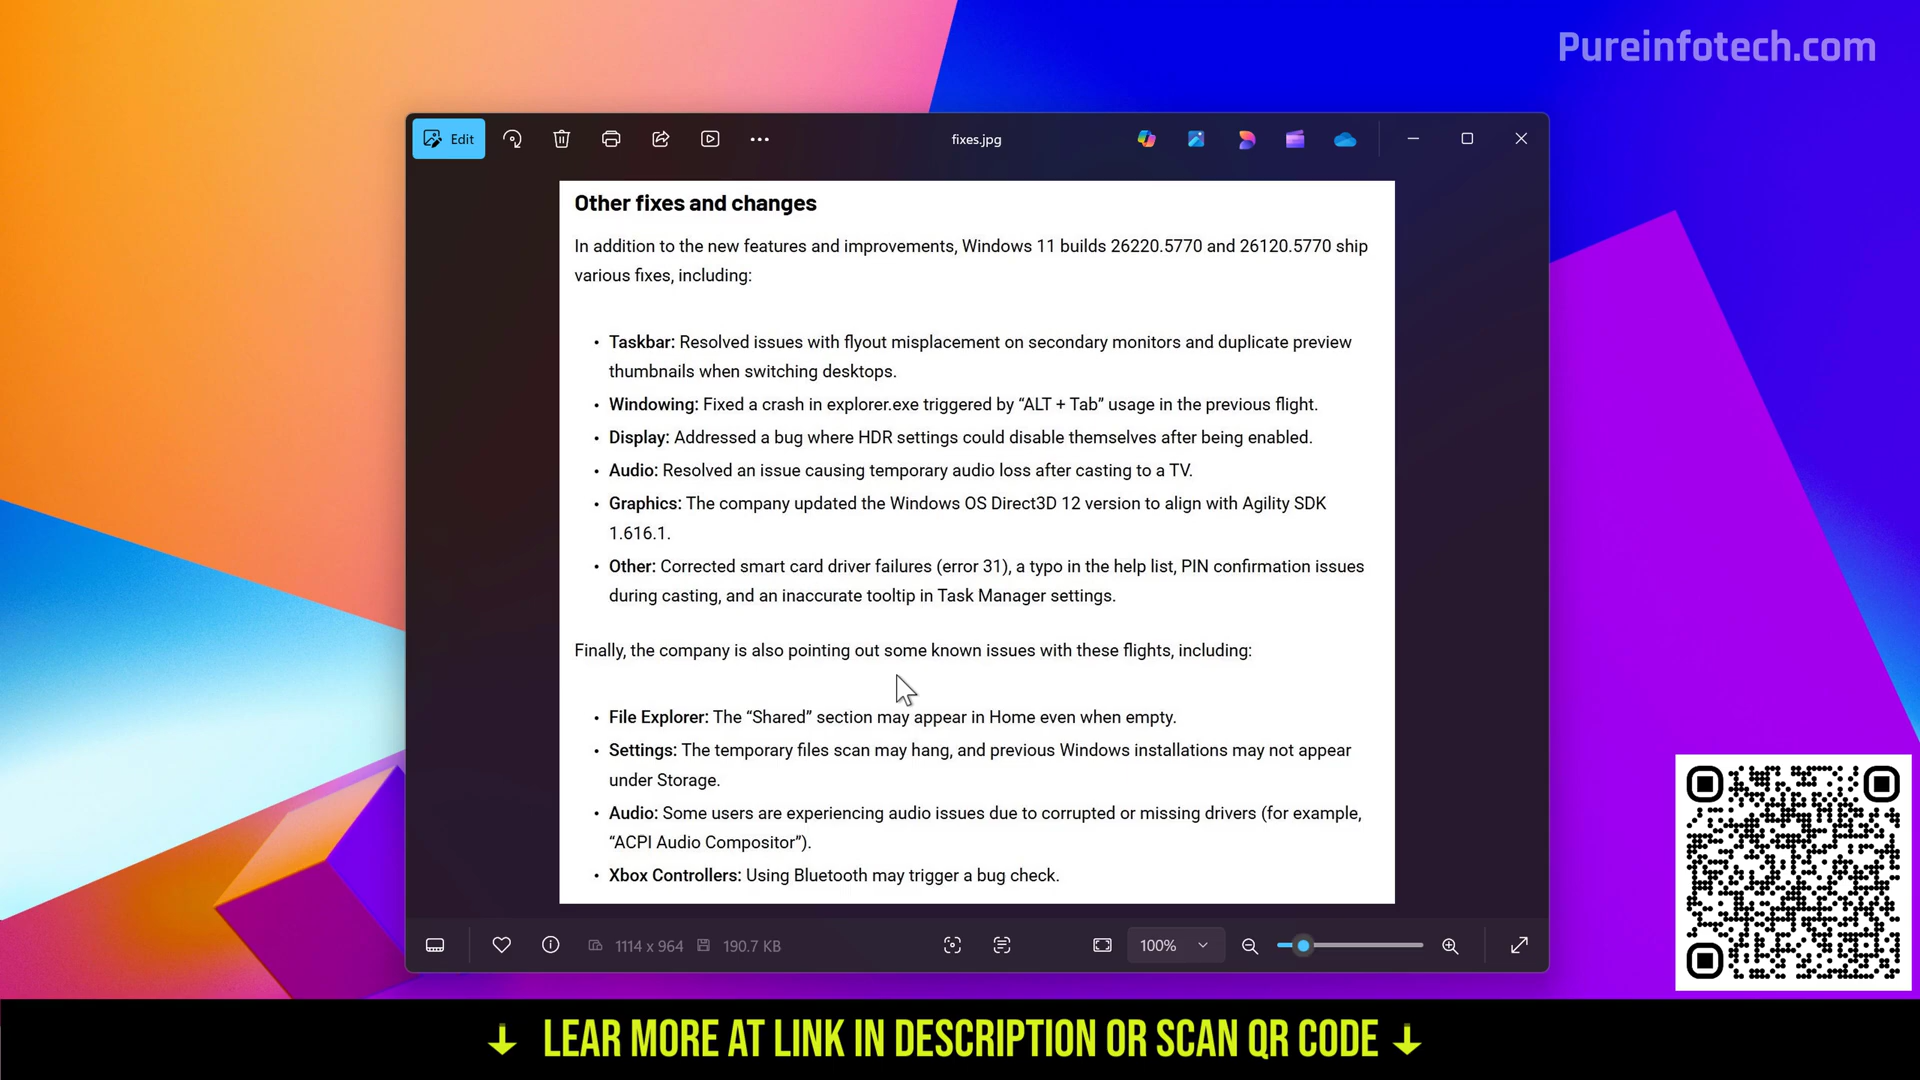 Pureinfotech.com
Edit
fixes.jpg
Other fixes and changes
In addition to the new features and improvements, Windows 11 builds 26220.5770 and 26120.5770 ship
various fixes, including:
• Taskbar: Resolved issues with flyout misplacement on secondary monitors and duplicate preview
thumbnails when switching desktops.
• Windowing: Fixed a crash in explorer.exe triggered by “ALT + Tab” usage in the previous flight.
• Display: Addressed a bug where HDR settings could disable themselves after being enabled.
• Audio: Resolved an issue causing temporary audio loss after casting to a TV.
• Graphics: The company updated the Windows OS Direct3D 12 version to align with Agility SDK
1.616.1.
• Other: Corrected smart card driver failures (error 31), a typo in the help list, PIN confirmation issues
during casting, and an inaccurate tooltip in Task Manager settings.
Finally, the company is also pointing out some known issues with these flights, including:
• File Explorer: The “Shared” section may appear in Home even when empty.
• Settings: The temporary files scan may hang, and previous Windows installations may not appear
under Storage.
• Audio: Some users are experiencing audio issues due to corrupted or missing drivers (for example,
“ACPI Audio Compositor”).
• Xbox Controllers: Using Bluetooth may trigger a bug check.
1114 x 964
190.7 KB
100%
LEAR MORE AT LINK IN DESCRIPTION OR SCAN QR CODE